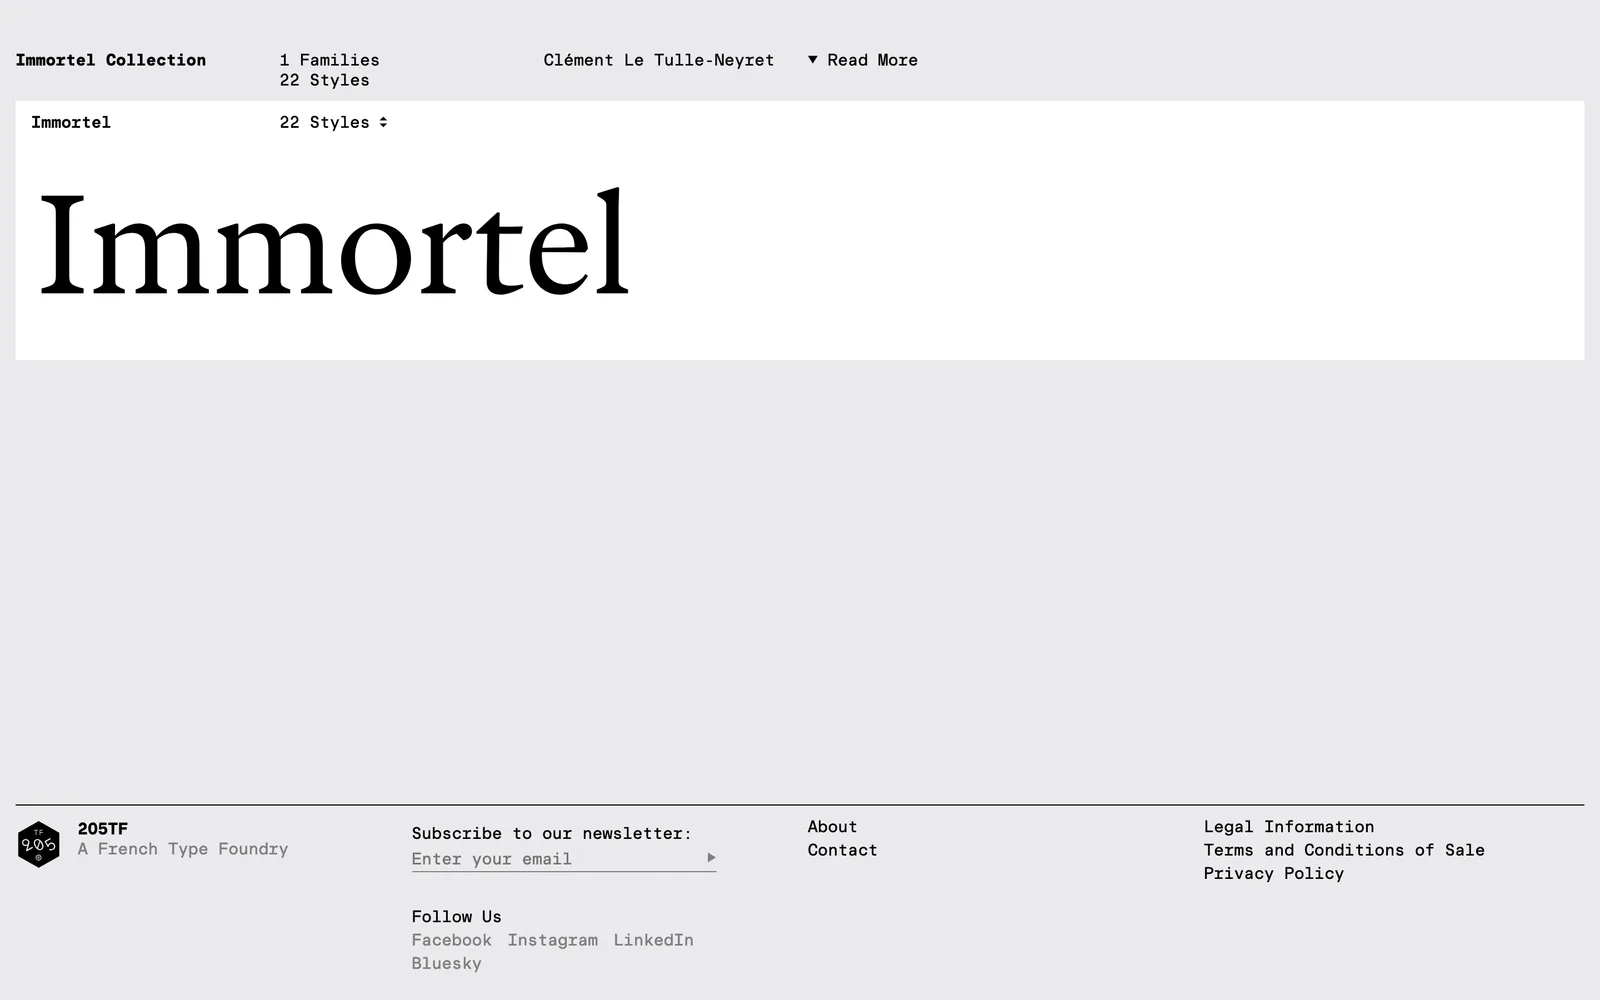 Immortel Collection
1 Families
22 Styles
Clément Le Tulle-Neyret
▼ Read More
Immortel
22 Styles
Immortel
TF
205
205TF
A French Type Foundry
Subscribe to our newsletter:
Enter your email
Follow Us
Facebook Instagram LinkedIn
Bluesky
About
Contact
Legal Information
Terms and Conditions of Sale
Privacy Policy